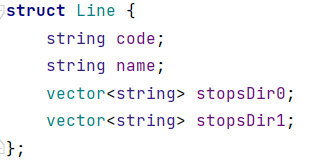 struct Line {
    string code;
    string name;
    vector<string> stopsDir0;
    vector<string> stopsDir1;
};